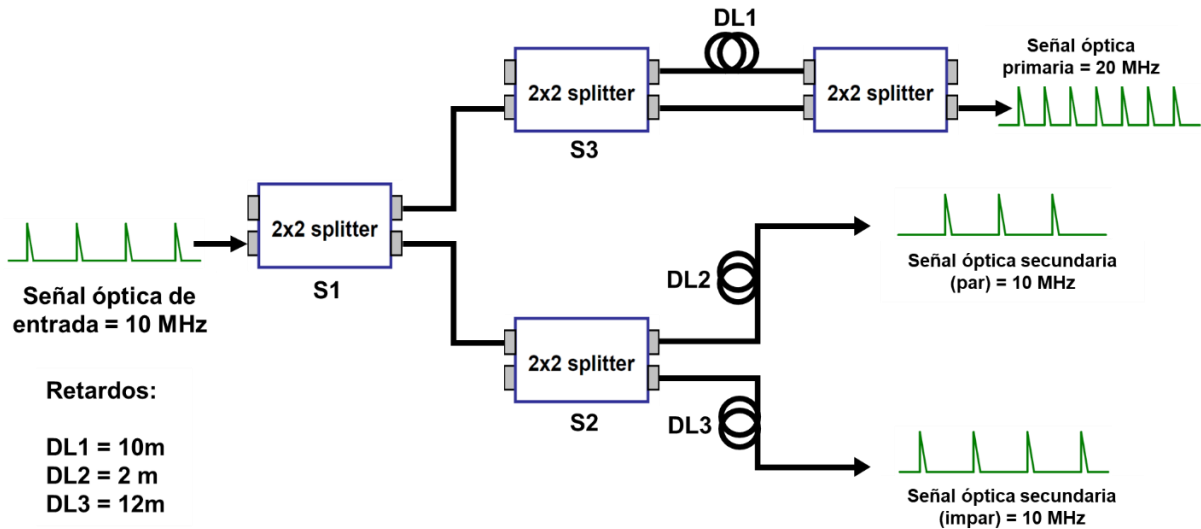 DL1
2x2 splitter
S3
2x2 splitter
Señal óptica
primaria = 20 MHz
2x2 splitter
S1
Señal óptica de
entrada = 10 MHz
DL2
Señal óptica secundaria
(par) = 10 MHz
2x2 splitter
S2
DL3
Señal óptica secundaria
(impar) = 10 MHz
Retardos:
DL1 = 10m
DL2 = 2 m
DL3 = 12m